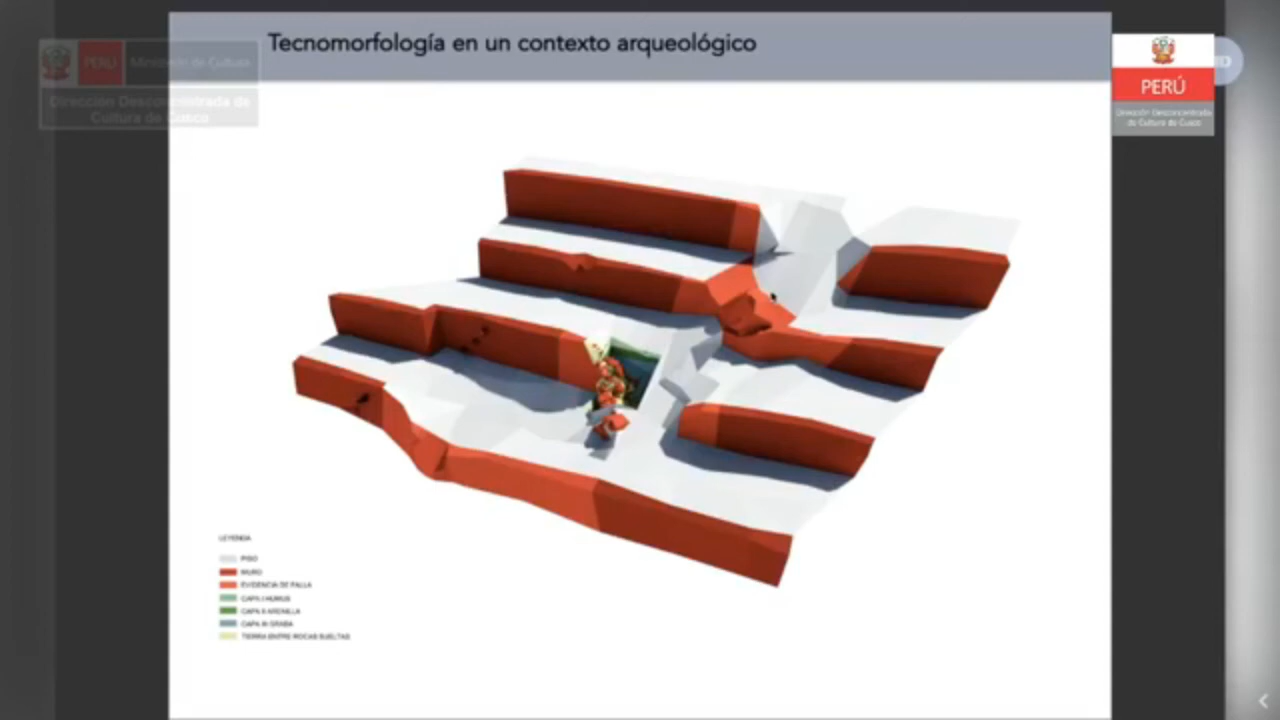 Tecnomorfología en un contexto arqueológico
PERÚ
Ministerio de Cultura
Dirección Desconcentrada de
Cultura de Cusco
PERÚ
Dirección Desconcentrada
de Cultura de Cusco
LEYENDA
PISO
MURO
EVIDENCIA DE FALLA
CAPA I HUMUS
CAPA II ARENILLA
CAPA III GRABA
TIERRA ENTRE ROCAS SUELTAS